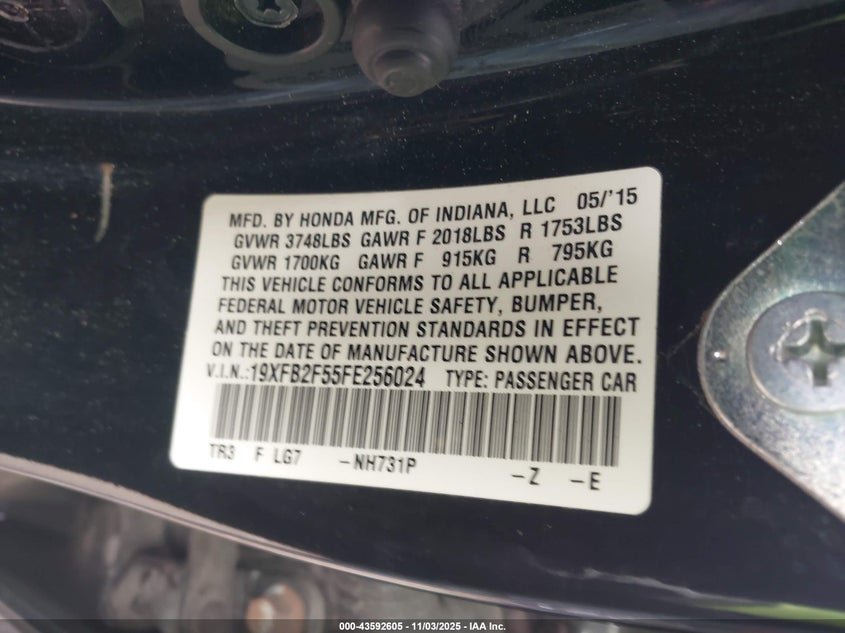 MFD. BY HONDA MFG. OF INDIANA, LLC 05/'15
GVWR 3748LBS GAWR F 2018LBS R 1753LBS
GVWR 1700KG GAWR F 915KG R 795KG
THIS VEHICLE CONFORMS TO ALL APPLICABLE
FEDERAL MOTOR VEHICLE SAFETY, BUMPER,
AND THEFT PREVENTION STANDARDS IN EFFECT
ON THE DATE OF MANUFACTURE SHOWN ABOVE.
V.I.N.:19XFB2F55FE256024 TYPE: PASSENGER CAR
TR3 F LG7 -NH731P -Z -E
000-43592605 - 11/03/2025 - IAA Inc.